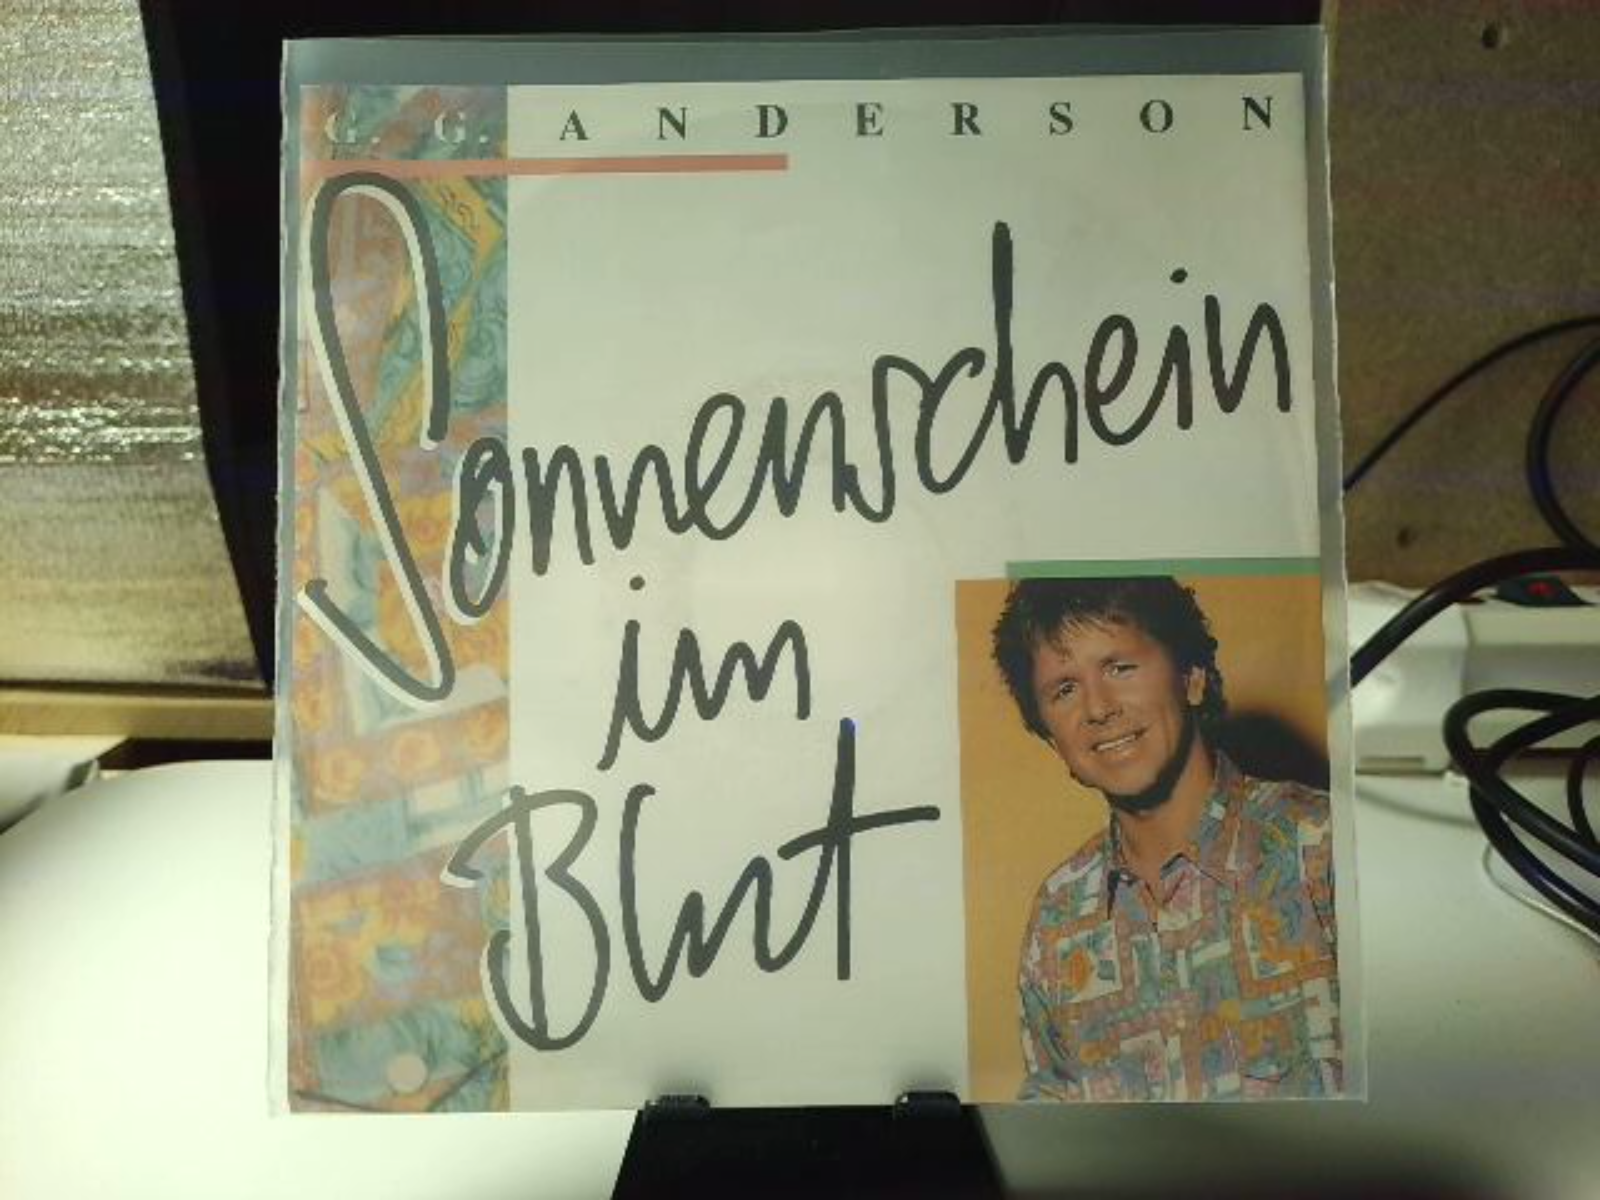 G. G. ANDERSON
Sonnenschein
im
Blut